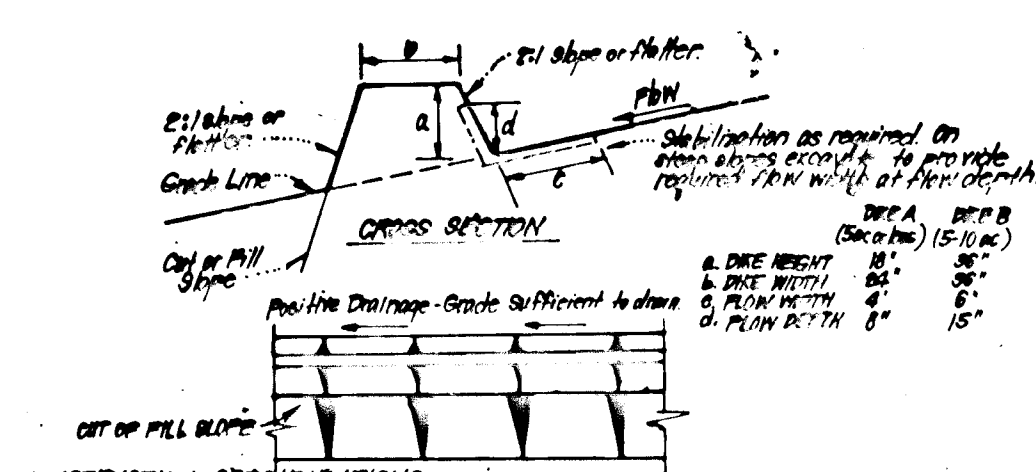 b
2:1 slope or flatter.
Flow
2:1 slope or
flatter
a
d
Stabilization as required. On
steep slopes excavate to provide
required flow width at flow depth
Grade Line
c
CROSS SECTION
DIKE A DIKE B
(5ac or less) (5-10 ac)
Cut or Fill
Slope
a. DIKE HEIGHT 18" 36"
b. DIKE WIDTH 24" 36"
c. FLOW WIDTH 4' 6'
d. FLOW DEPTH 8" 15"
Positive Drainage - Grade Sufficient to drain
CUT OF FILL SLOPE